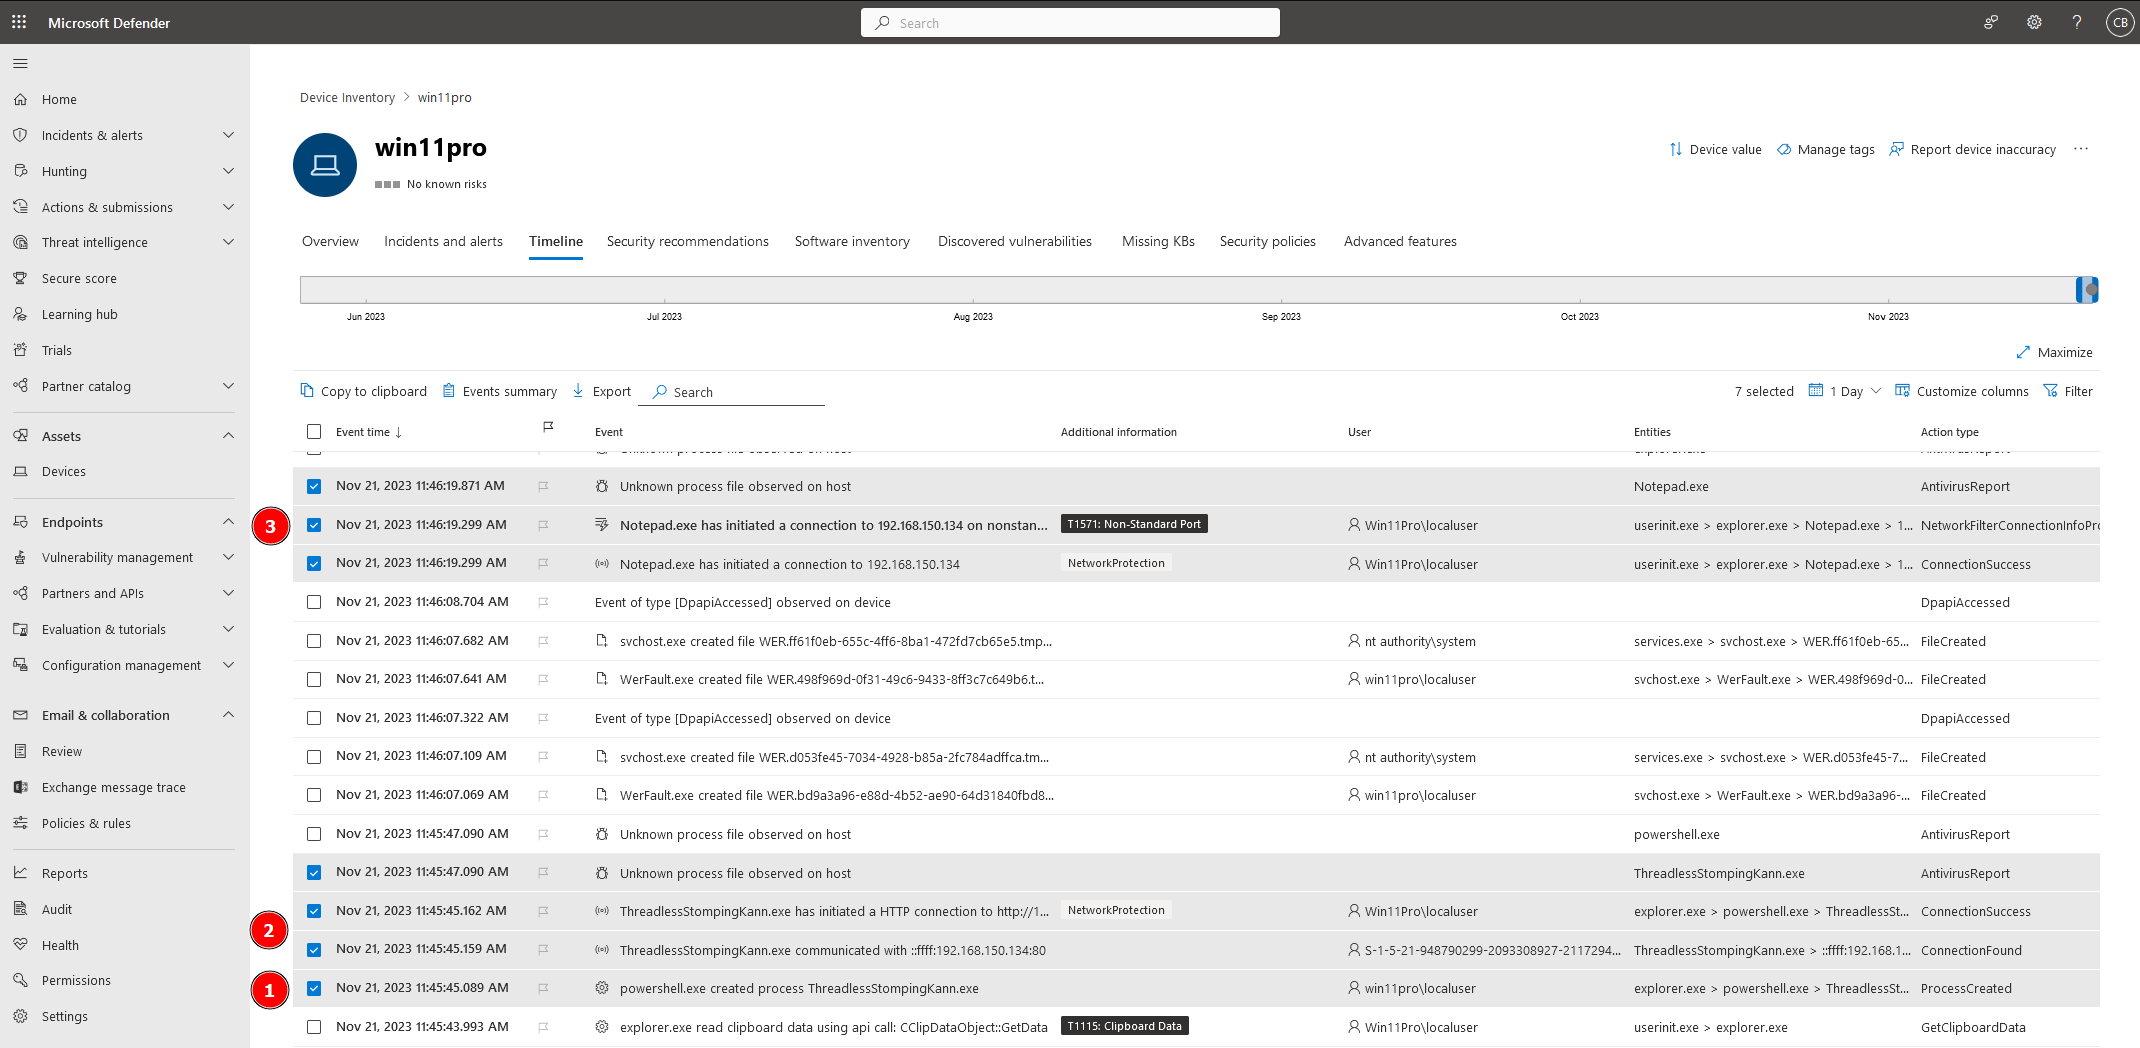 Microsoft Defender
Search
CB
Home
Incidents & alerts
Hunting
Actions & submissions
Threat intelligence
Secure score
Learning hub
Trials
Partner catalog
Assets
Devices
Endpoints
Vulnerability management
Partners and APIs
Evaluation & tutorials
Configuration management
Email & collaboration
Review
Exchange message trace
Policies & rules
Reports
Audit
Health
Permissions
Settings
Device Inventory > win11pro
win11pro
No known risks
Device value Manage tags Report device inaccuracy ...
Overview Incidents and alerts Timeline Security recommendations Software inventory Discovered vulnerabilities Missing KBs Security policies Advanced features
Jun 2023 Jul 2023 Aug 2023 Sep 2023 Oct 2023 Nov 2023
Maximize
Copy to clipboard Events summary Export Search 7 selected 1 Day Customize columns Filter
Event time ↓ Event Additional information User Entities Action type
Unknown process file observed on host explorer.exe AntivirusReport
Nov 21, 2023 11:46:19.871 AM Unknown process file observed on host Notepad.exe AntivirusReport
3 Nov 21, 2023 11:46:19.299 AM Notepad.exe has initiated a connection to 192.168.150.134 on nonstan... T1571: Non-Standard Port Win11Pro\localuser userinit.exe > explorer.exe > Notepad.exe > 1... NetworkFilterConnectionInfoPro
Nov 21, 2023 11:46:19.299 AM Notepad.exe has initiated a connection to 192.168.150.134 NetworkProtection Win11Pro\localuser userinit.exe > explorer.exe > Notepad.exe > 1... ConnectionSuccess
Nov 21, 2023 11:46:08.704 AM Event of type [DpapiAccessed] observed on device DpapiAccessed
Nov 21, 2023 11:46:07.682 AM svchost.exe created file WER.ff61f0eb-655c-4ff6-8ba1-472fd7cb65e5.tmp... nt authority\system services.exe > svchost.exe > WER.ff61f0eb-65... FileCreated
Nov 21, 2023 11:46:07.641 AM WerFault.exe created file WER.498f969d-0f31-49c6-9433-8ff3c7c649b6.t... win11pro\localuser svchost.exe > WerFault.exe > WER.498f969d-0... FileCreated
Nov 21, 2023 11:46:07.322 AM Event of type [DpapiAccessed] observed on device DpapiAccessed
Nov 21, 2023 11:46:07.109 AM svchost.exe created file WER.d053fe45-7034-4928-b85a-2fc784adffca.tm... nt authority\system services.exe > svchost.exe > WER.d053fe45-7... FileCreated
Nov 21, 2023 11:46:07.069 AM WerFault.exe created file WER.bd9a3a96-e88d-4b52-ae90-64d31840fbd8... win11pro\localuser svchost.exe > WerFault.exe > WER.bd9a3a96-... FileCreated
Nov 21, 2023 11:45:47.090 AM Unknown process file observed on host powershell.exe AntivirusReport
Nov 21, 2023 11:45:47.090 AM Unknown process file observed on host ThreadlessStompingKann.exe AntivirusReport
Nov 21, 2023 11:45:45.162 AM ThreadlessStompingKann.exe has initiated a HTTP connection to http://1... NetworkProtection Win11Pro\localuser explorer.exe > powershell.exe > ThreadlessSt... ConnectionSuccess
2 Nov 21, 2023 11:45:45.159 AM ThreadlessStompingKann.exe communicated with ::ffff:192.168.150.134:80 S-1-5-21-948790299-2093308927-2117294... ThreadlessStompingKann.exe > ::ffff:192.168.1... ConnectionFound
1 Nov 21, 2023 11:45:45.089 AM powershell.exe created process ThreadlessStompingKann.exe win11pro\localuser explorer.exe > powershell.exe > ThreadlessSt... ProcessCreated
Nov 21, 2023 11:45:43.993 AM explorer.exe read clipboard data using api call: CClipDataObject::GetData T1115: Clipboard Data Win11Pro\localuser userinit.exe > explorer.exe GetClipboardData